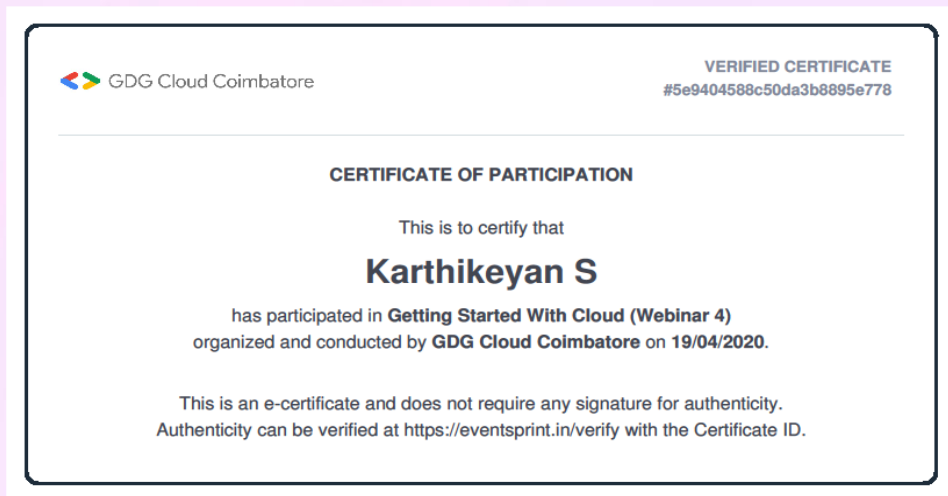 GDG Cloud Coimbatore
VERIFIED CERTIFICATE
#5e9404588c50da3b8895e778
CERTIFICATE OF PARTICIPATION
This is to certify that
Karthikeyan S
has participated in Getting Started With Cloud (Webinar 4)
organized and conducted by GDG Cloud Coimbatore on 19/04/2020.
This is an e-certificate and does not require any signature for authenticity.
Authenticity can be verified at https://eventsprint.in/verify with the Certificate ID.